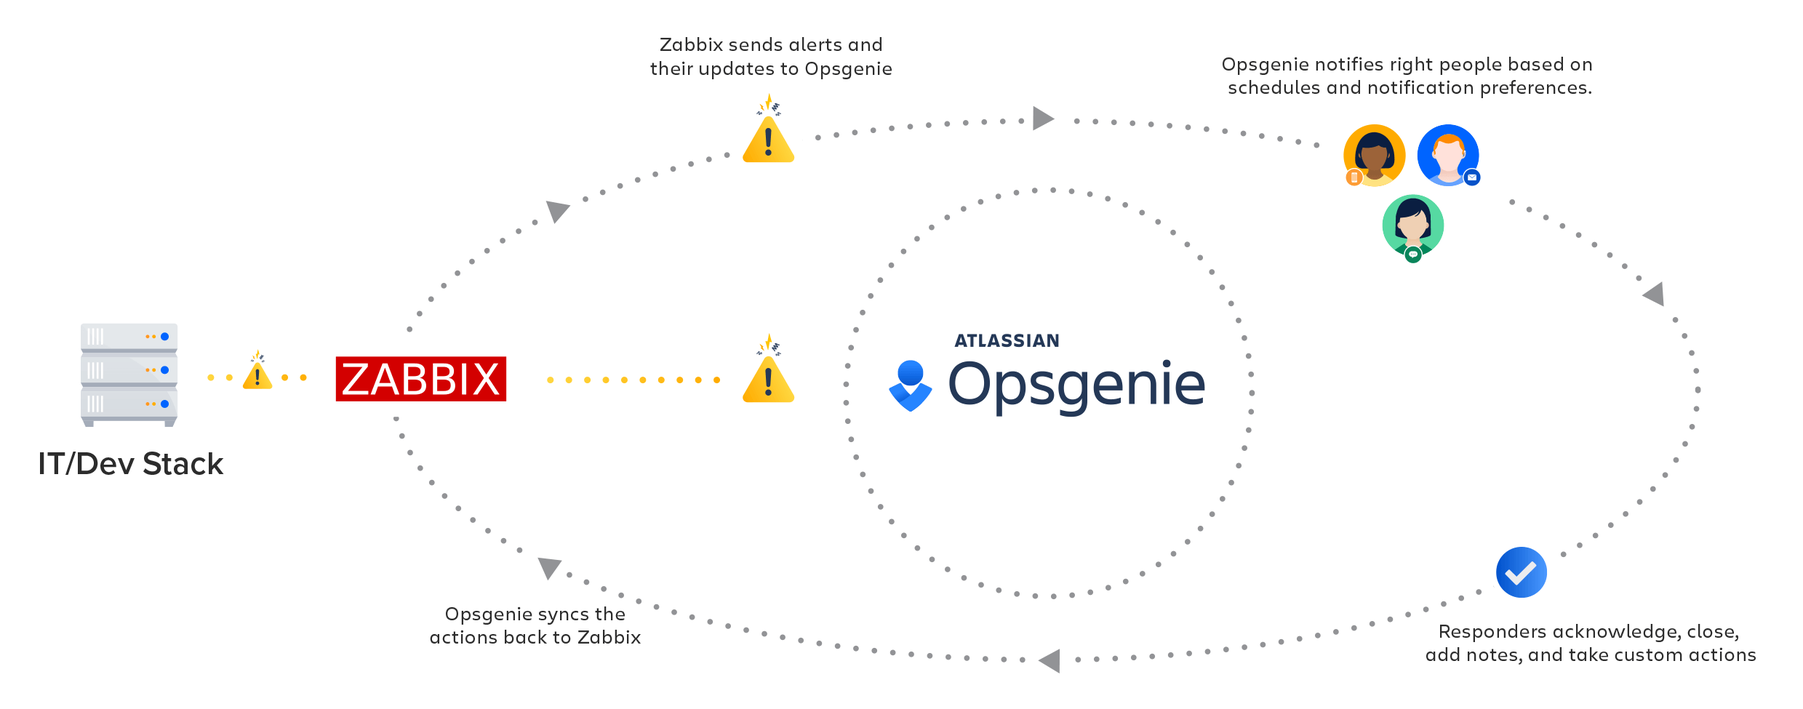 Zabbix sends alerts and
their updates to Opsgenie
Opsgenie notifies right people based on
schedules and notification preferences.
IT/Dev Stack
ZABBIX
ATLASSIAN
Opsgenie
Opsgenie syncs the
actions back to Zabbix
Responders acknowledge, close,
add notes, and take custom actions